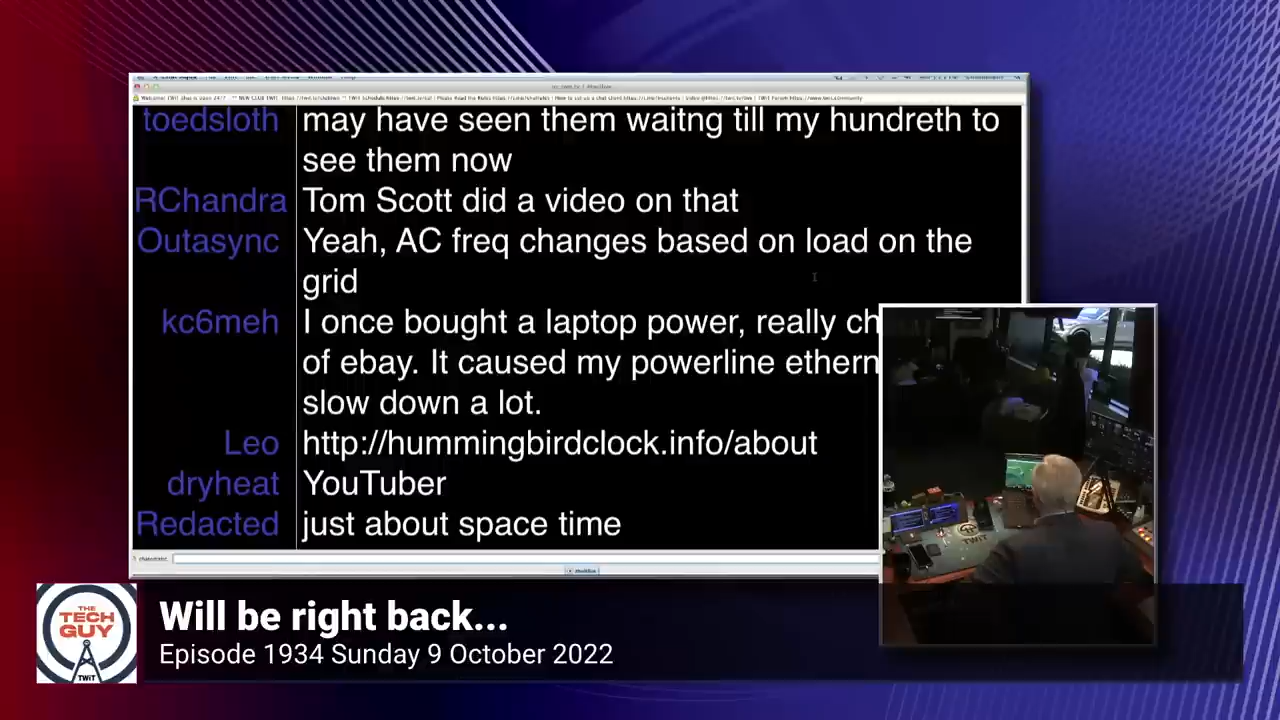 toedsloth may have seen them waitng till my hundreth to
see them now
RChandra Tom Scott did a video on that
Outasync Yeah, AC freq changes based on load on the
grid
kc6meh I once bought a laptop power, really ch
of ebay. It caused my powerline ethern
slow down a lot.
Leo http://hummingbirdclock.info/about
dryheat YouTuber
Redacted just about space time
TWiT
THE
TECH
GUY
TWiT
Will be right back...
Episode 1934 Sunday 9 October 2022